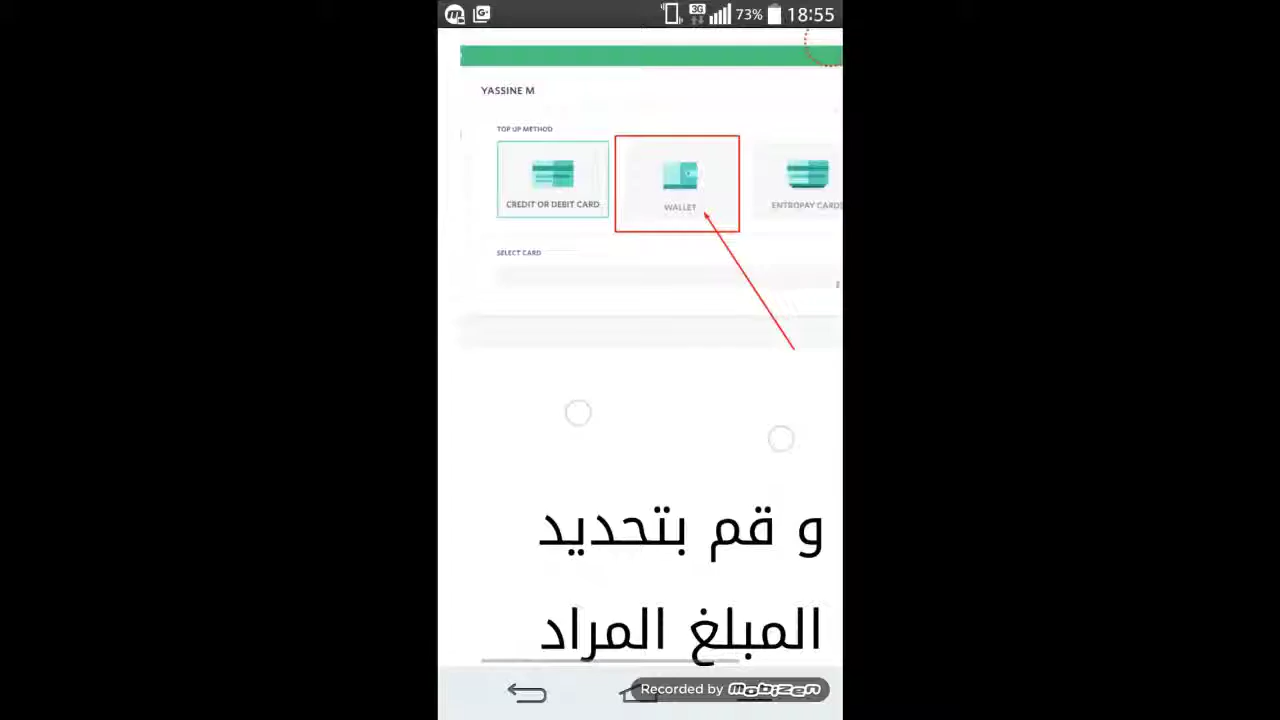 3G 73% 18:55
YASSINE M
TOP UP METHOD
CREDIT OR DEBIT CARD
WALLET
ENTROPAY CARDS
SELECT CARD
و قم بتحديد
المبلغ المراد
Recorded by mobizen